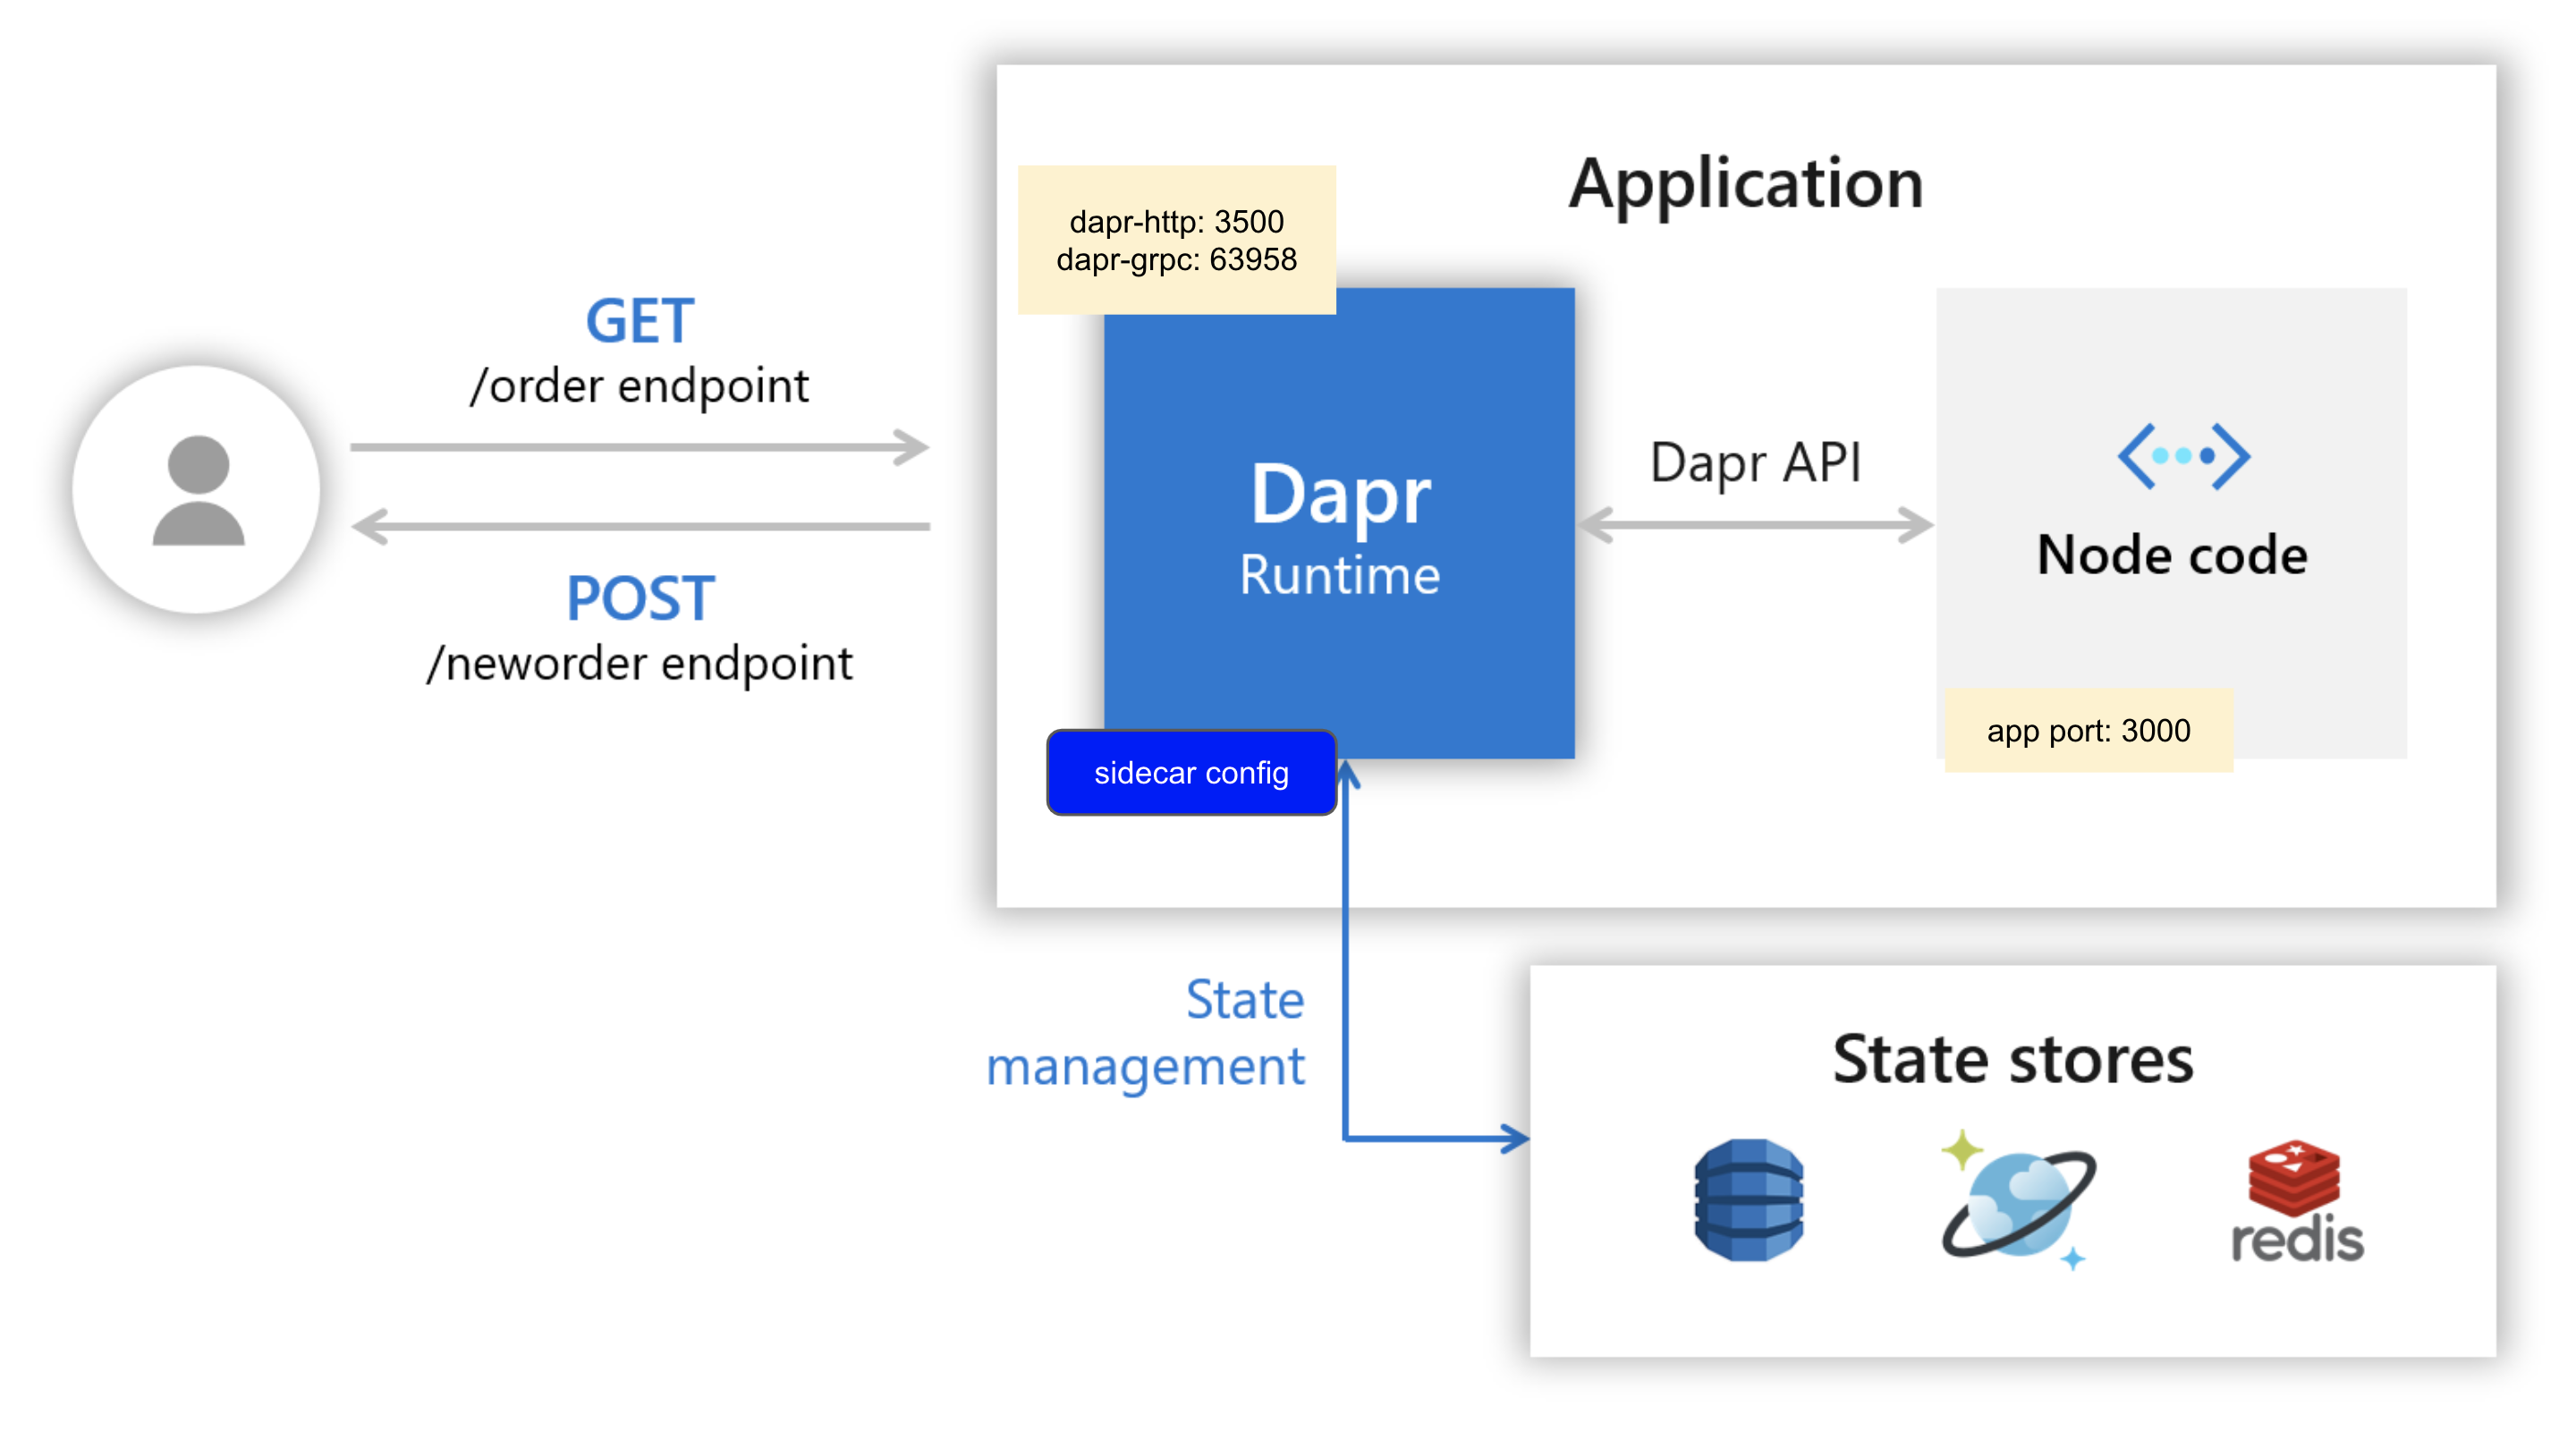 Application
dapr-http: 3500
dapr-grpc: 63958
GET
/order endpoint
POST
/neworder endpoint
Dapr
Runtime
Dapr API
Node code
app port: 3000
sidecar config
State
management
State stores
redis